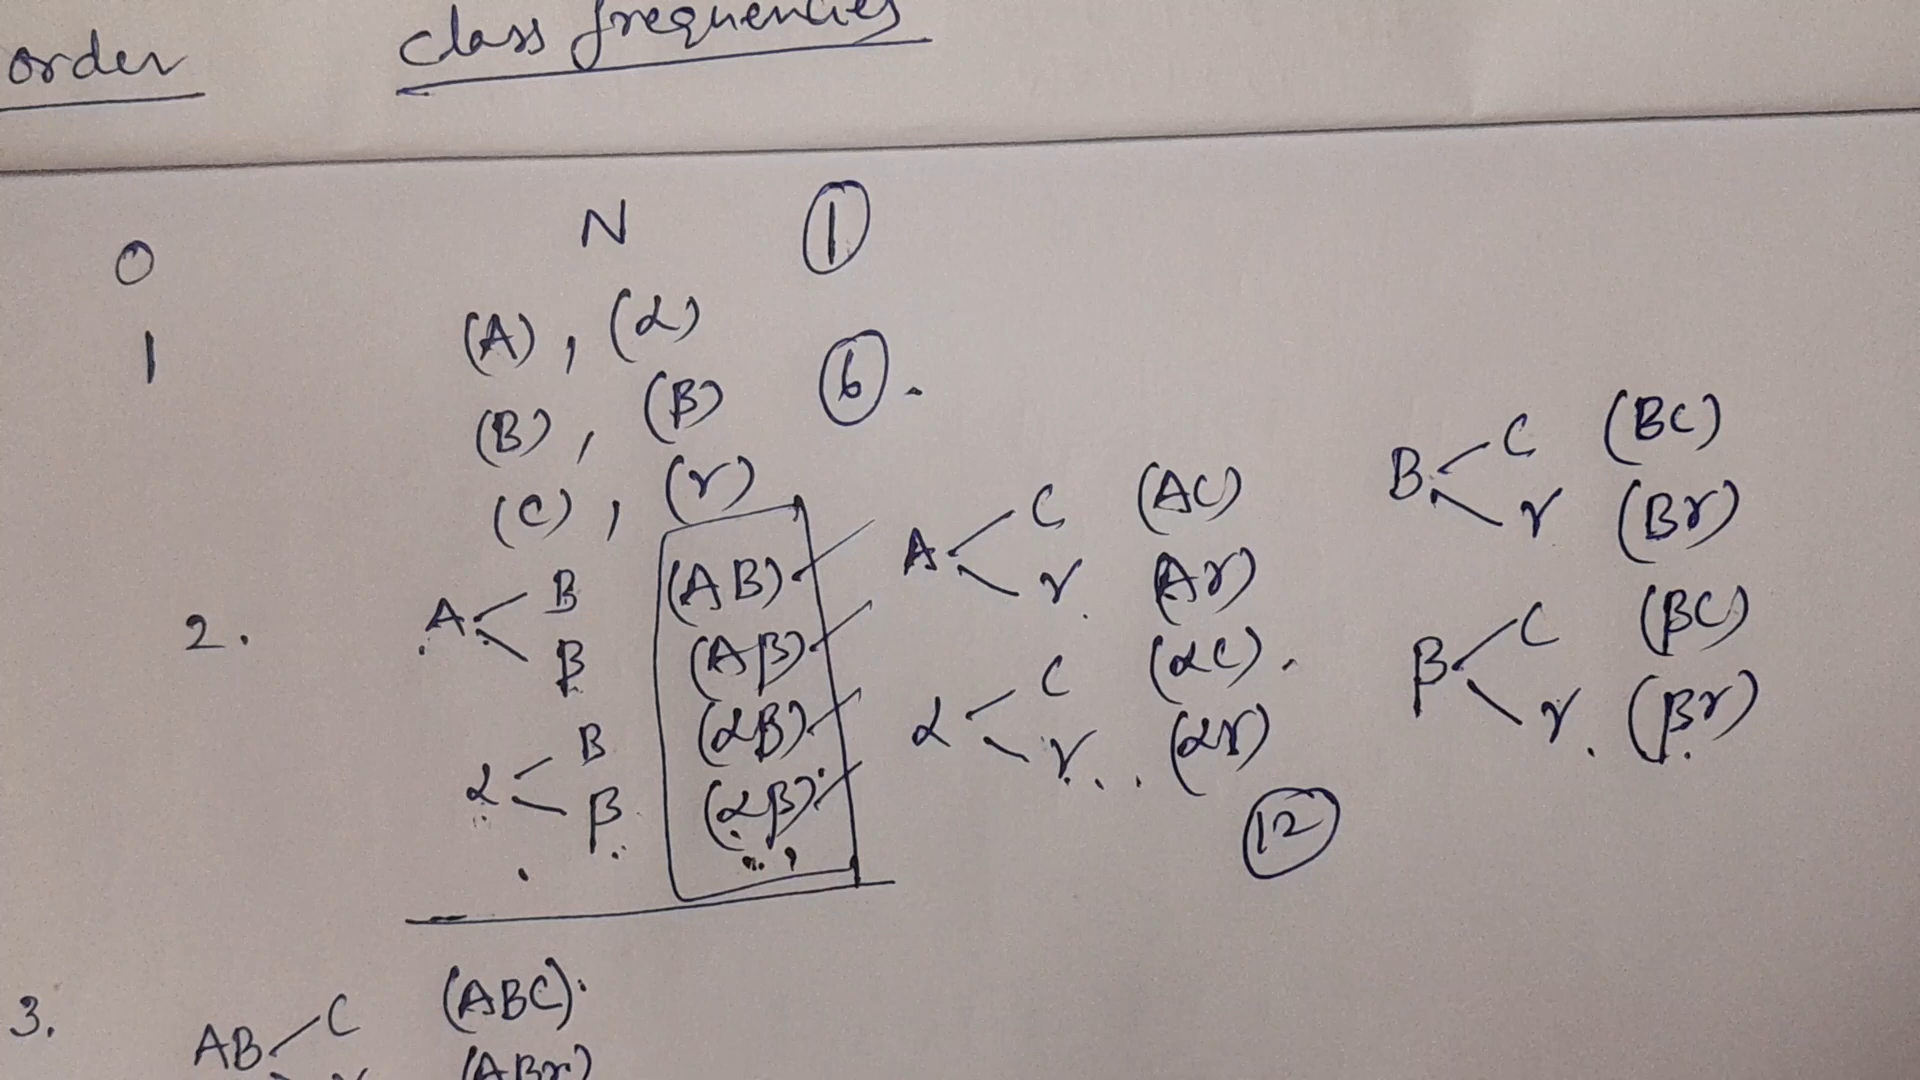 order class frequencies
0 N 1
1 (A), (α)
(B), (β) 6.
(C), (γ)
2. A B (AB) A C (AC) B C (BC)
β (Aβ) γ (Aγ) γ (Bγ)
α B (αB) α C (αC). β C (βC)
β (αβ) γ (αγ) γ (βγ)
12
3. AB C (ABC).
γ (ABγ)